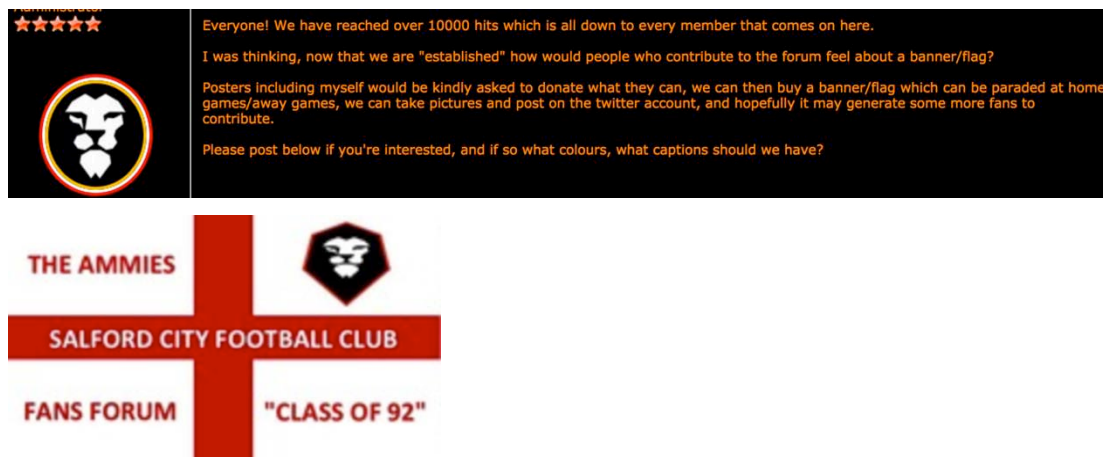 Administrator
Everyone! We have reached over 10000 hits which is all down to every member that comes on here.
I was thinking, now that we are "established" how would people who contribute to the forum feel about a banner/flag?
Posters including myself would be kindly asked to donate what they can, we can then buy a banner/flag which can be paraded at home
games/away games, we can take pictures and post on the twitter account, and hopefully it may generate some more fans to
contribute.
Please post below if you're interested, and if so what colours, what captions should we have?
THE AMMIES
SALFORD CITY FOOTBALL CLUB
FANS FORUM
"CLASS OF 92"